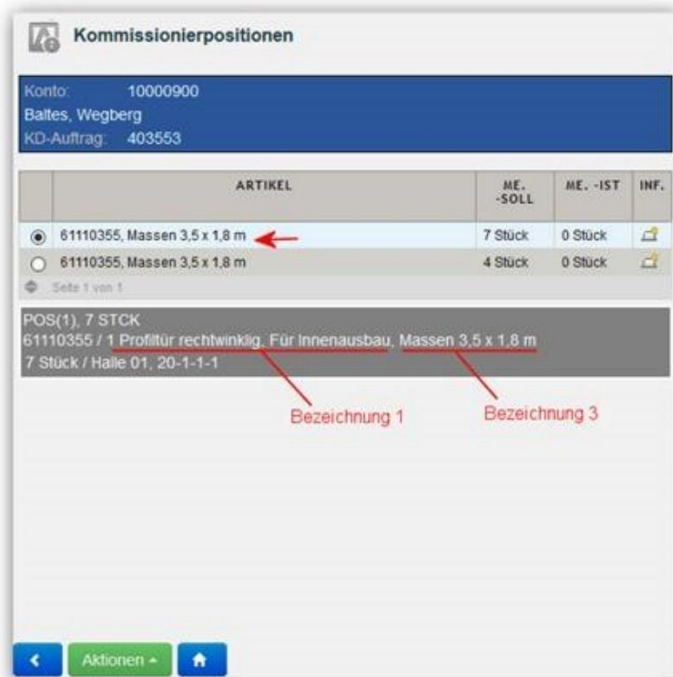 Kommissionierpositionen
Konto: 10000900
Baltes, Wegberg
KD-Auftrag: 403553
ARTIKEL ME. -SOLL ME. -IST INF.
61110355, Massen 3,5 x 1,8 m 7 Stück 0 Stück
61110355, Massen 3,5 x 1,8 m 4 Stück 0 Stück
Seite 1 von 1
POS(1), 7 STCK
61110355 / 1 Profiltür rechtwinklig, Für Innenausbau, Massen 3,5 x 1,8 m
7 Stück / Halle 01, 20-1-1-1
Bezeichnung 1 Bezeichnung 3
Aktionen